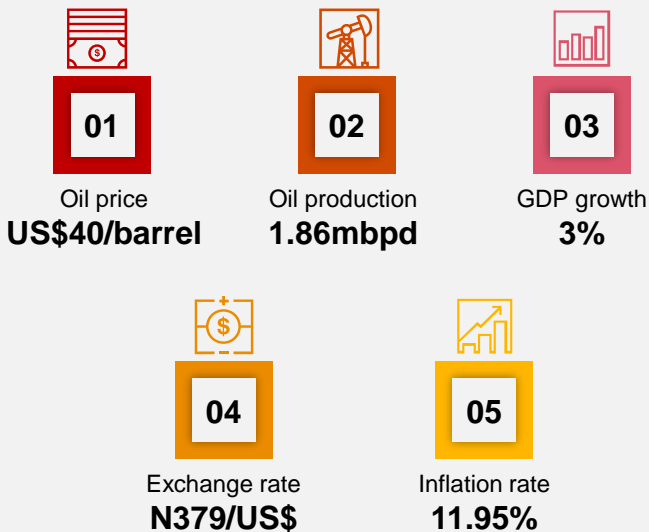 01
02
03
Oil price
Oil production
GDP growth
US$40/barrel
1.86mbpd
3%
$
04
05
Exchange rate
Inflation rate
N379/US$
11.95%